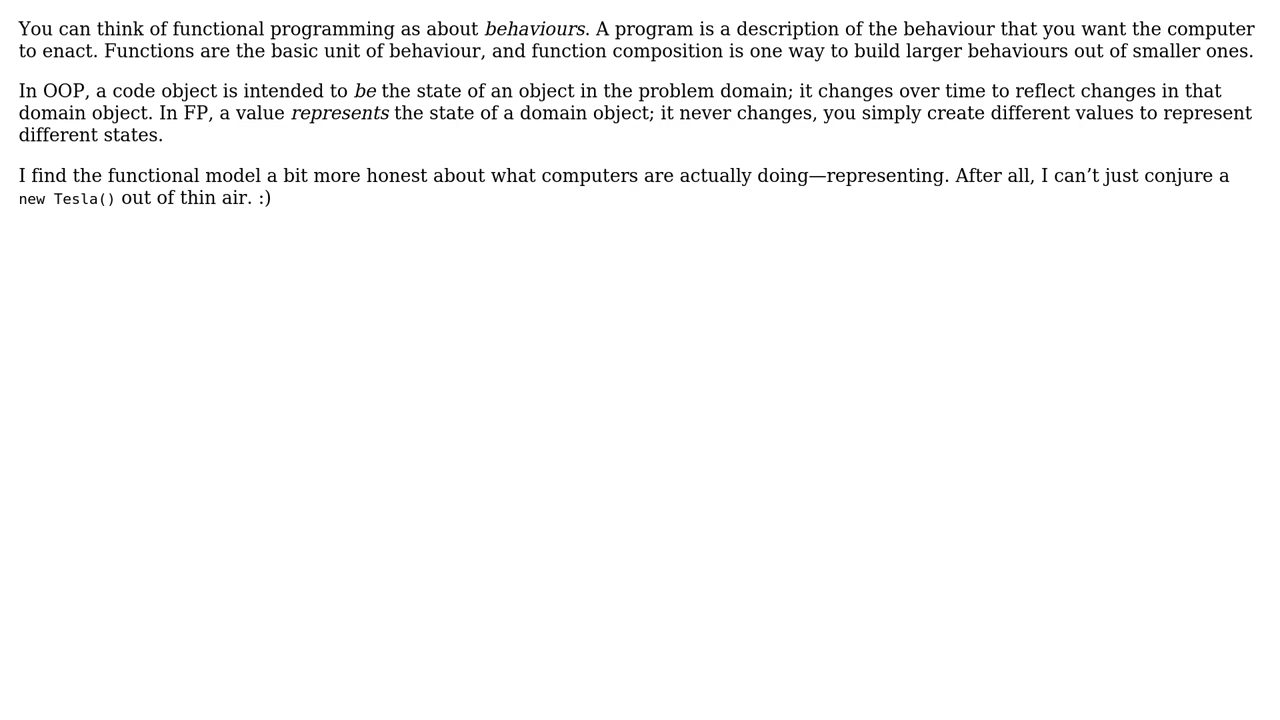 You can think of functional programming as about behaviours. A program is a description of the behaviour that you want the computer
to enact. Functions are the basic unit of behaviour, and function composition is one way to build larger behaviours out of smaller ones.
In OOP, a code object is intended to be the state of an object in the problem domain; it changes over time to reflect changes in that
domain object. In FP, a value represents the state of a domain object; it never changes, you simply create different values to represent
different states.
I find the functional model a bit more honest about what computers are actually doing—representing. After all, I can’t just conjure a
new Tesla() out of thin air. :)